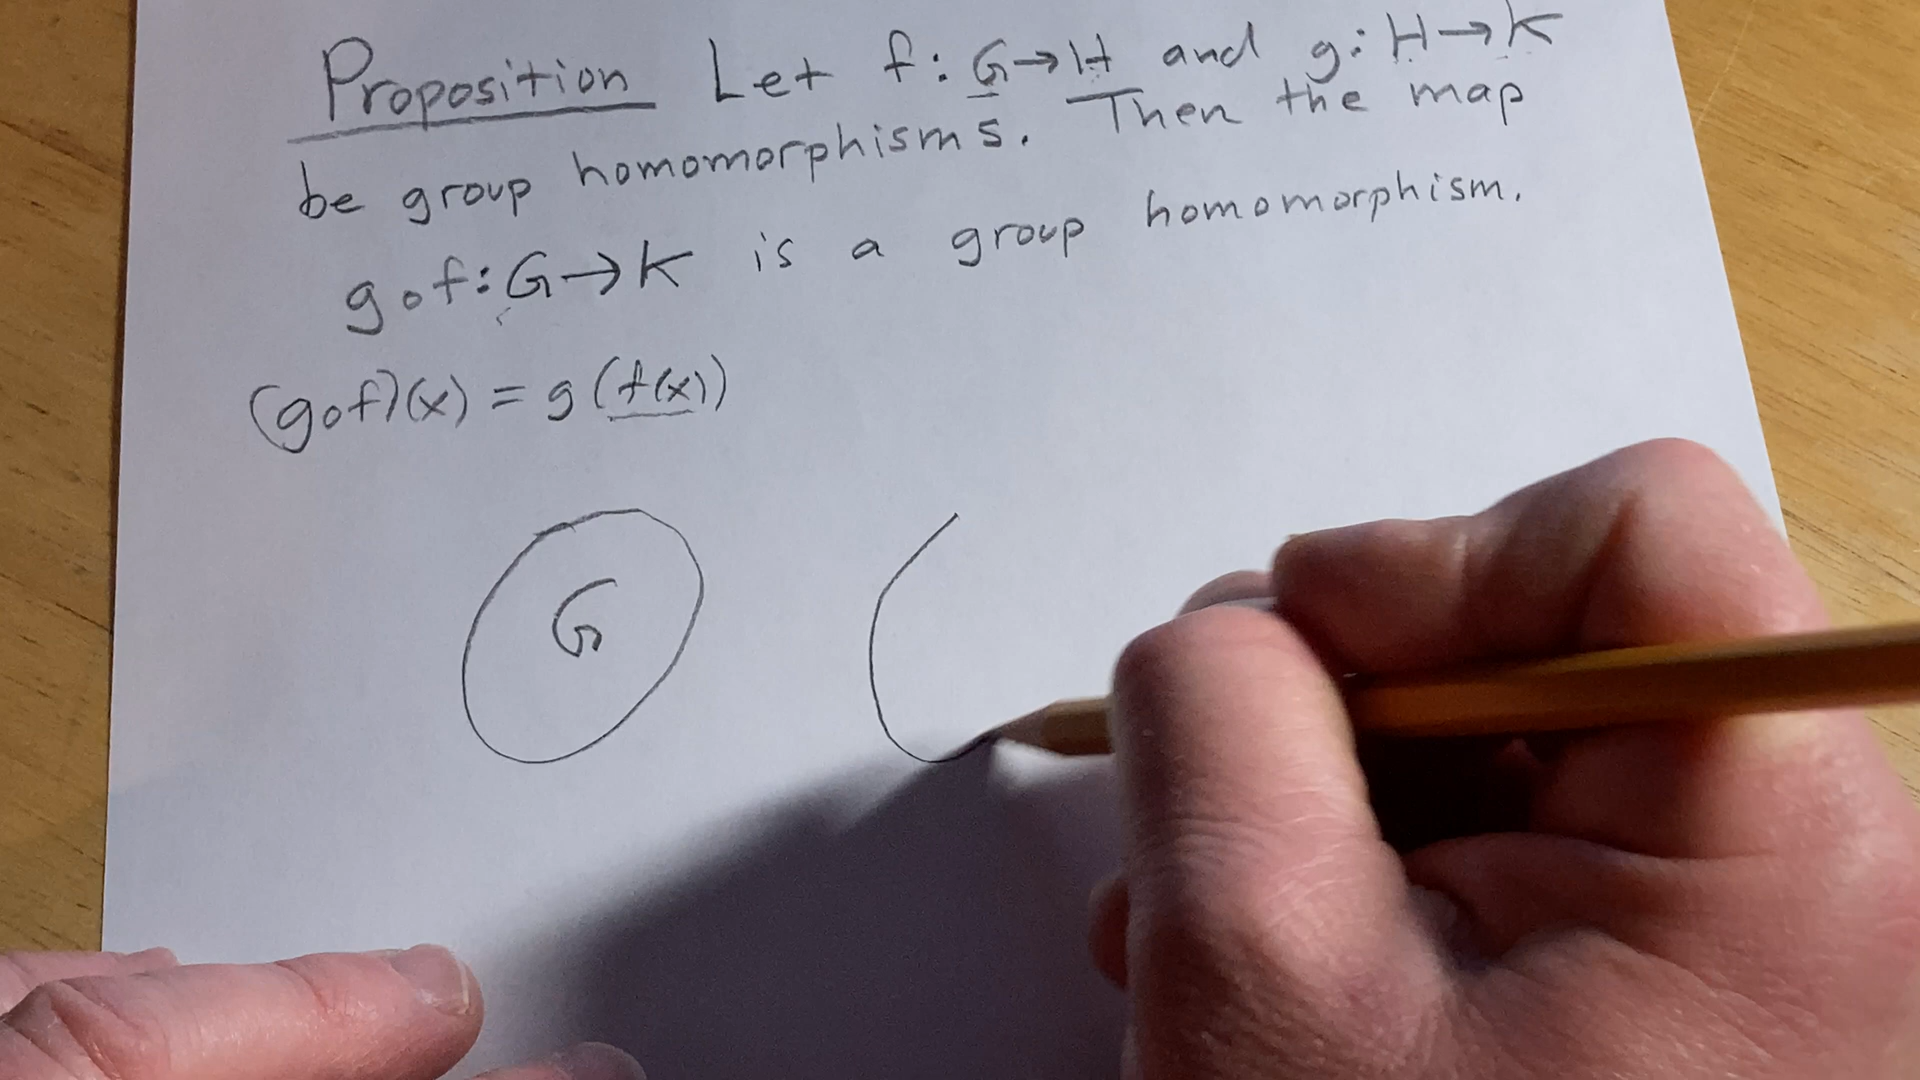 Proposition Let f: G→H and g: H→K
be group homomorphisms. Then the map
g∘f: G→K is a group homomorphism.
(g∘f)(x) = g(f(x))
G